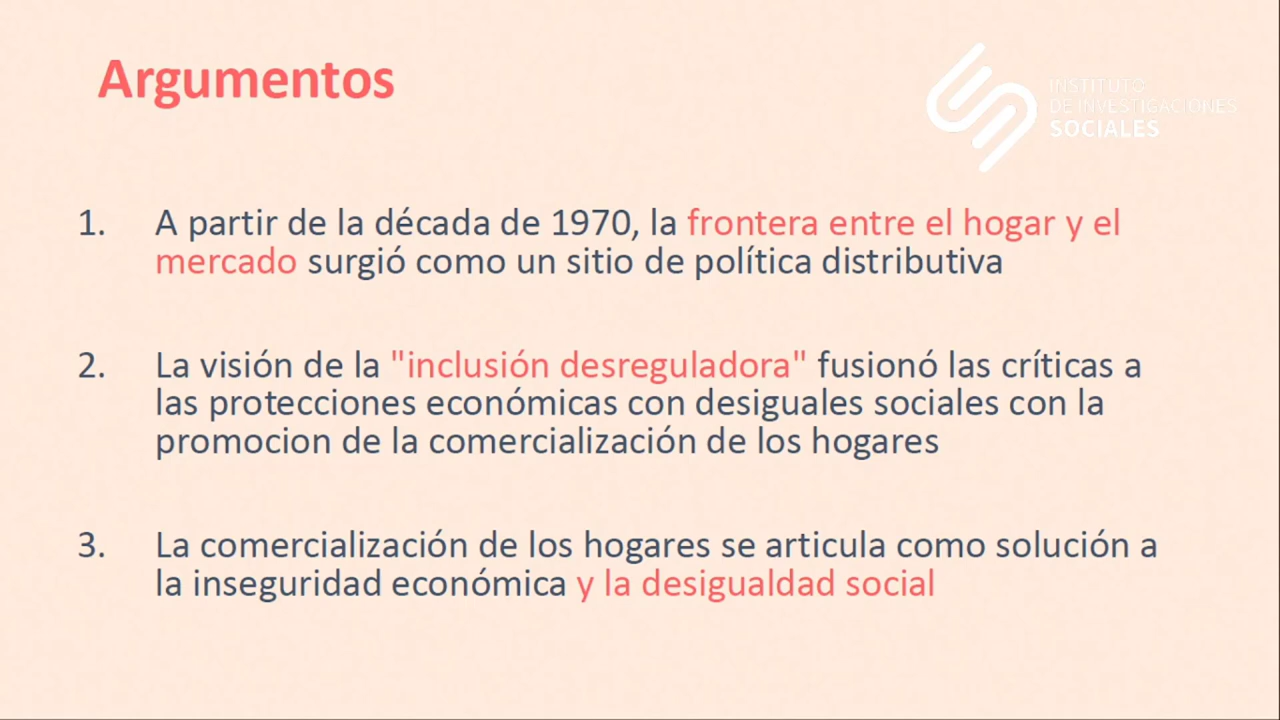 Argumentos
INSTITUTO
DE INVESTIGACIONES
SOCIALES
1. A partir de la década de 1970, la frontera entre el hogar y el
mercado surgió como un sitio de política distributiva
2. La visión de la "inclusión desreguladora" fusionó las críticas a
las protecciones económicas con desiguales sociales con la
promocion de la comercialización de los hogares
3. La comercialización de los hogares se articula como solución a
la inseguridad económica y la desigualdad social